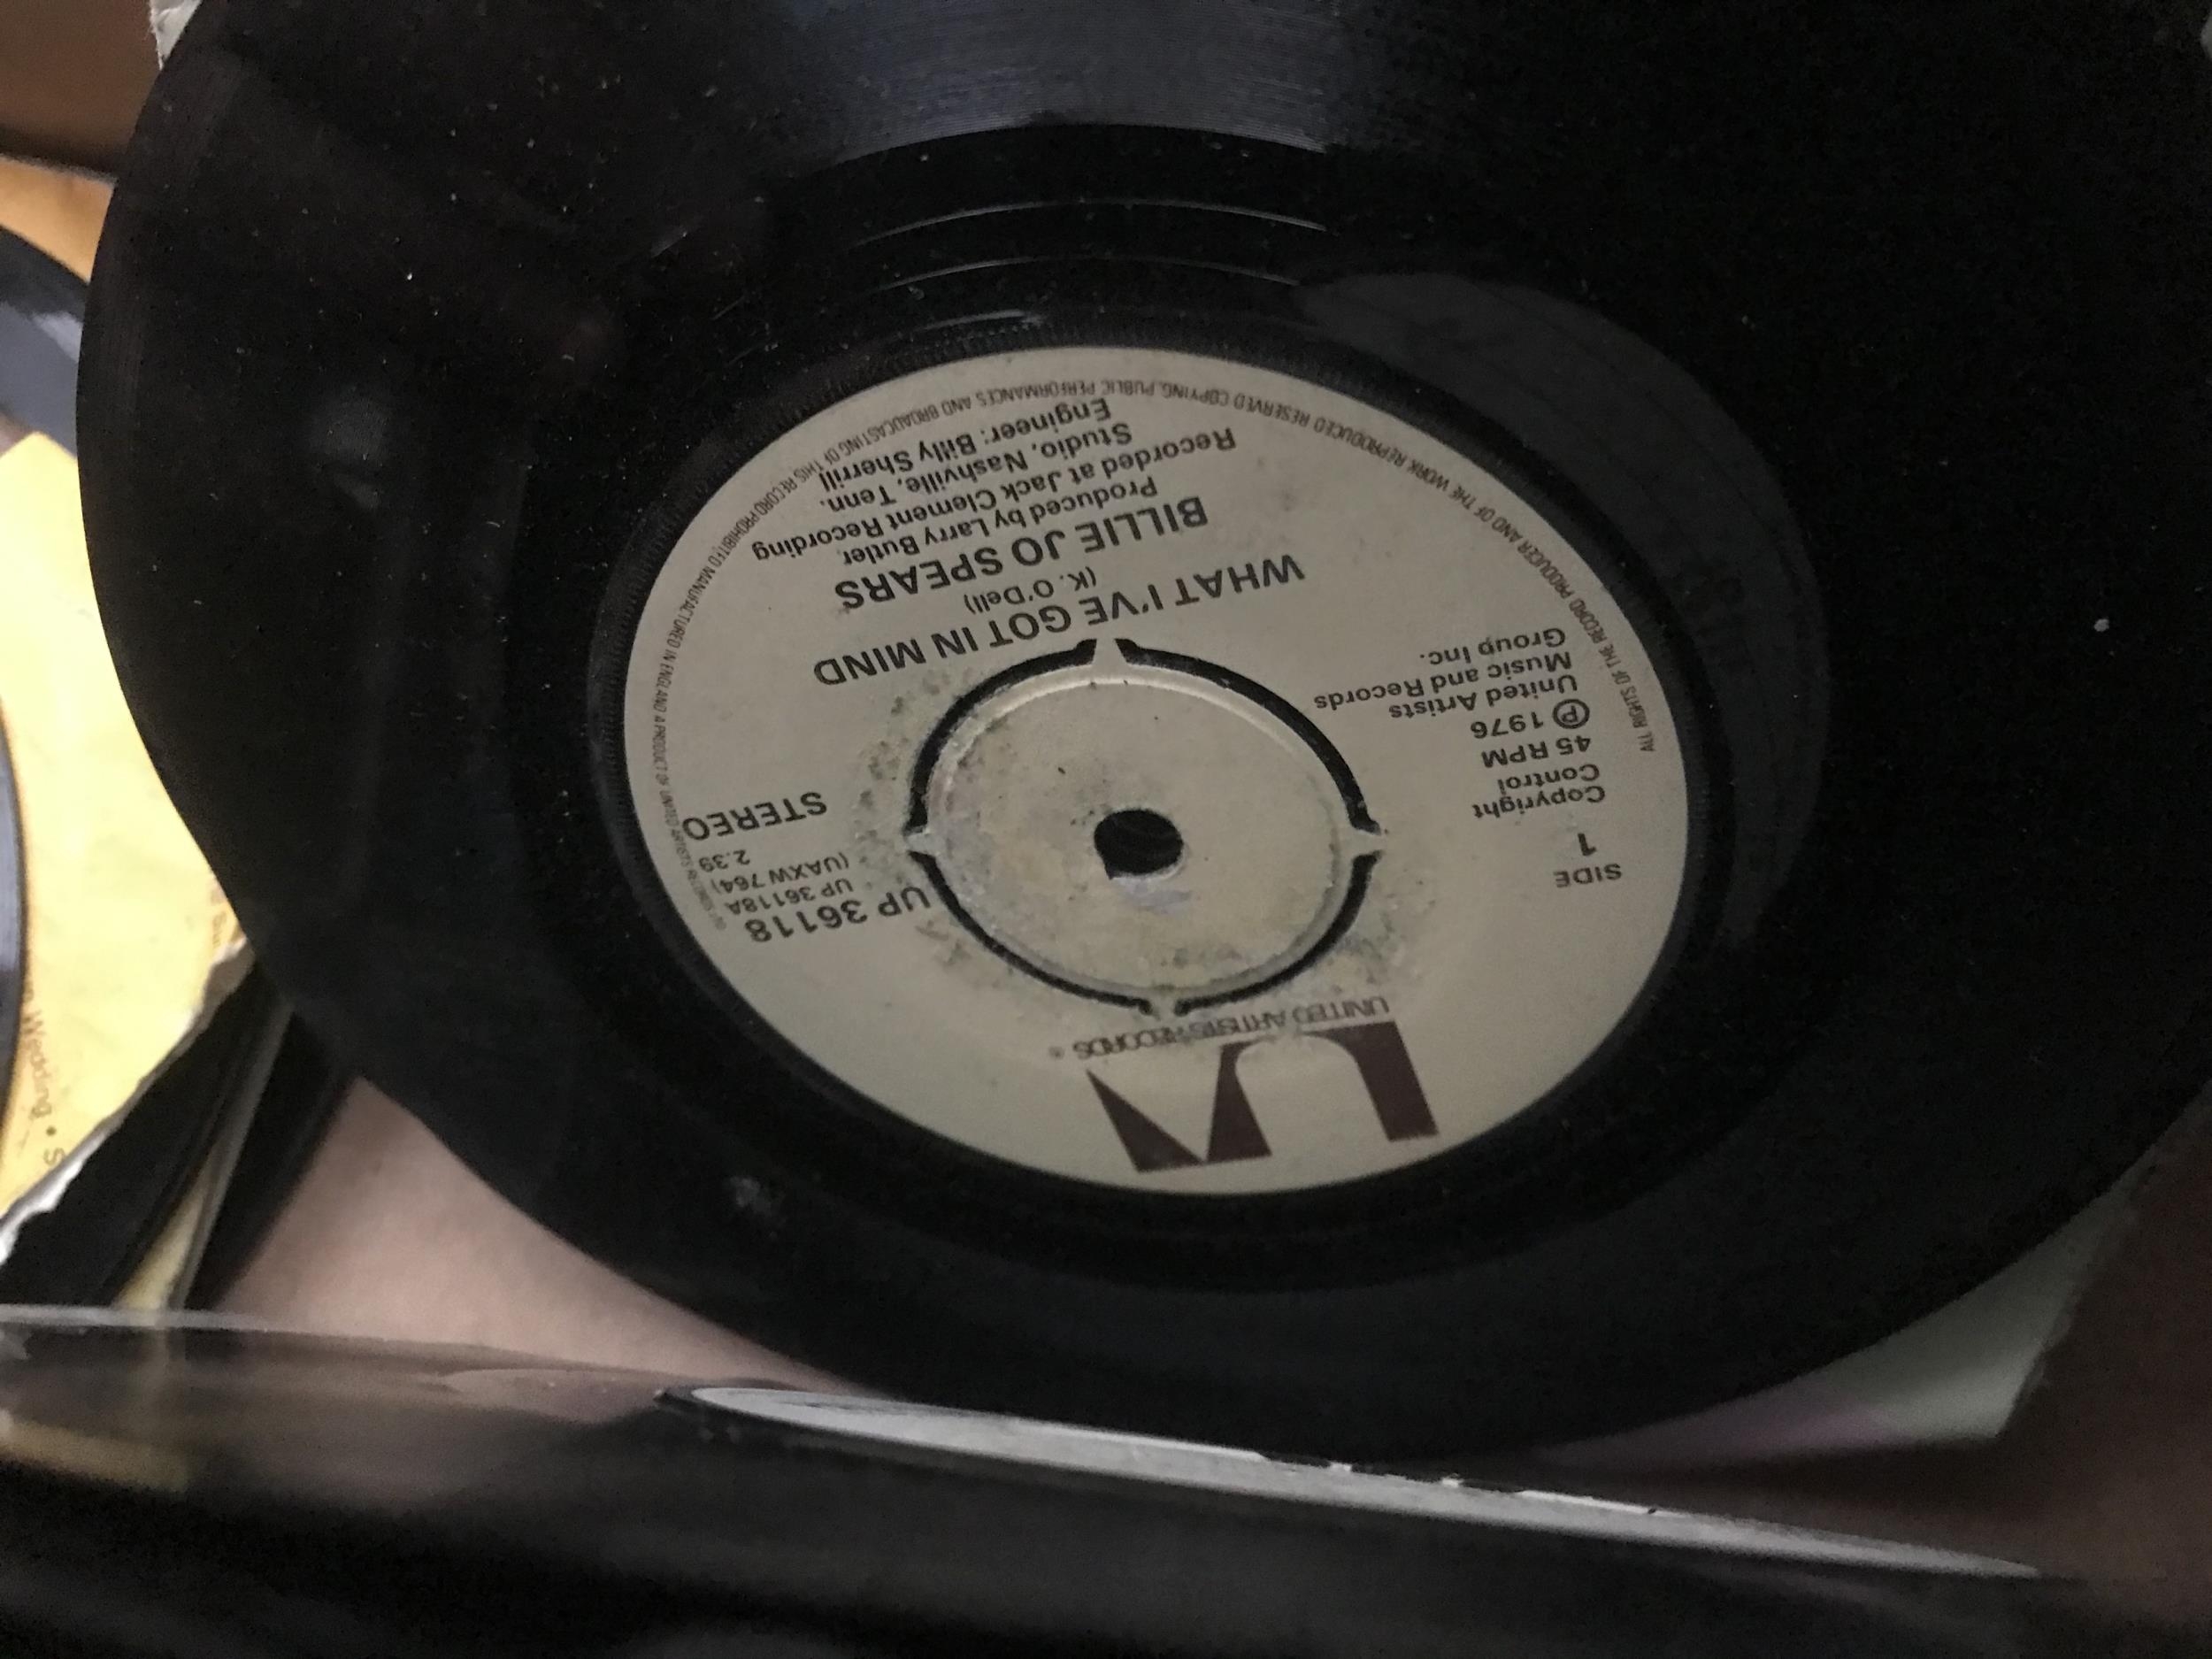 UNITED ARTISTS RECORDS ®
SIDE
1
Copyright
Control
45 RPM
Ⓟ 1976
United Artists
Music and Records
Group Inc.
UP 36118
UP 36118A
(UAXW 764)
2.39
STEREO
WHAT I'VE GOT IN MIND
(K. O'Dell)
BILLIE JO SPEARS
Produced by Larry Butler.
Recorded at Jack Clement Recording
Studio, Nashville, Tenn.
Engineer: Billy Sherrill
ALL RIGHTS OF THE RECORD PRODUCER AND OF THE WORK REPRODUCED RESERVED COPYING, PUBLIC PERFORMANCES AND BROADCASTING OF THIS RECORD PROHIBITED MANUFACTURED IN ENGLAND A PRODUCT OF UNITED ARTISTS RECORDS
Wapping • S